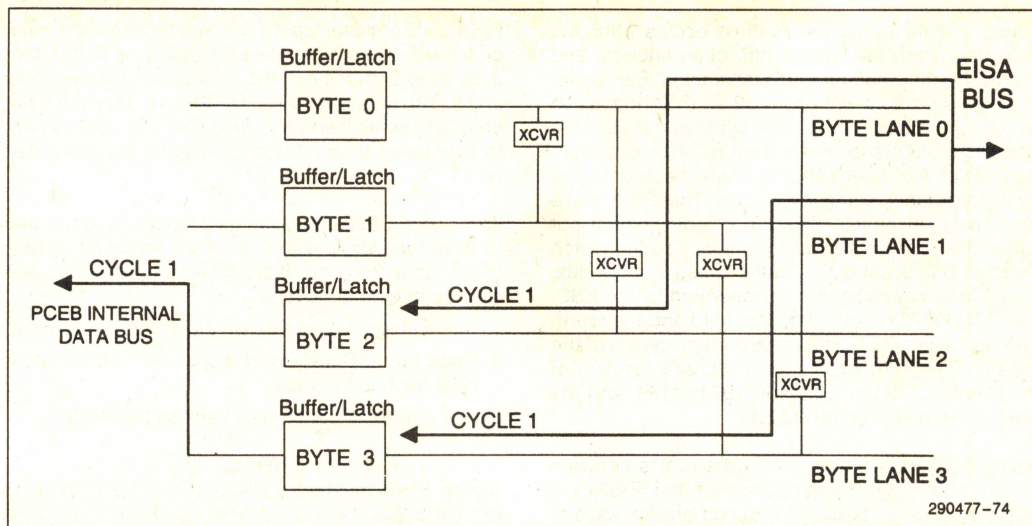 Buffer/Latch
BYTE 0
EISA
BUS
XCVR
BYTE LANE 0
Buffer/Latch
BYTE 1
BYTE LANE 1
CYCLE 1
XCVR
XCVR
PCEB INTERNAL
DATA BUS
Buffer/Latch
CYCLE 1
BYTE 2
BYTE LANE 2
XCVR
Buffer/Latch
CYCLE 1
BYTE 3
BYTE LANE 3
290477-74